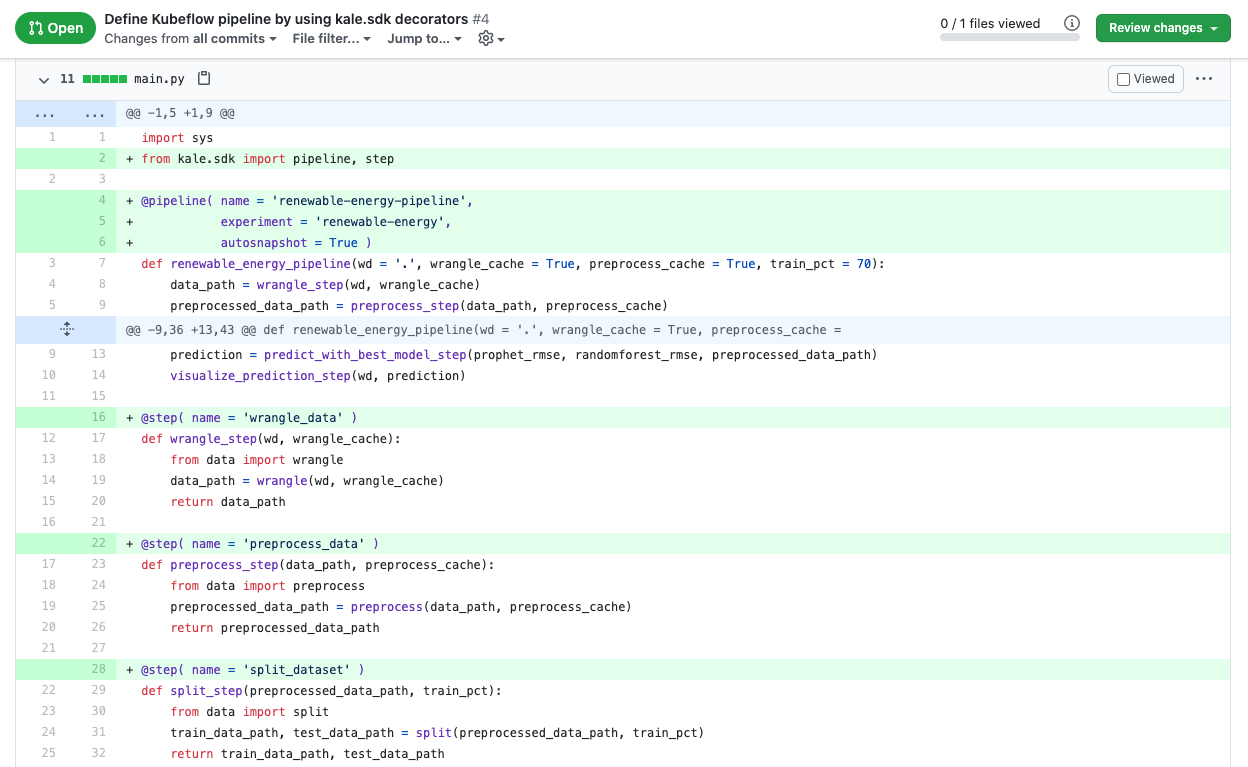 Open
Define Kubeflow pipeline by using kale.sdk decorators #4
Changes from all commits File filter... Jump to...
0 / 1 files viewed
Review changes
11 main.py
Viewed
... ... @@ -1,5 +1,9 @@
1 1 import sys
2 + from kale.sdk import pipeline, step
2 3
4 + @pipeline( name = 'renewable-energy-pipeline',
5 + experiment = 'renewable-energy',
6 + autosnapshot = True )
3 7 def renewable_energy_pipeline(wd = '.', wrangle_cache = True, preprocess_cache = True, train_pct = 70):
4 8 data_path = wrangle_step(wd, wrangle_cache)
5 9 preprocessed_data_path = preprocess_step(data_path, preprocess_cache)
@@ -9,36 +13,43 @@ def renewable_energy_pipeline(wd = '.', wrangle_cache = True, preprocess_cache =
9 13 prediction = predict_with_best_model_step(prophet_rmse, randomforest_rmse, preprocessed_data_path)
10 14 visualize_prediction_step(wd, prediction)
11 15
16 + @step( name = 'wrangle_data' )
12 17 def wrangle_step(wd, wrangle_cache):
13 18 from data import wrangle
14 19 data_path = wrangle(wd, wrangle_cache)
15 20 return data_path
16 21
22 + @step( name = 'preprocess_data' )
17 23 def preprocess_step(data_path, preprocess_cache):
18 24 from data import preprocess
19 25 preprocessed_data_path = preprocess(data_path, preprocess_cache)
20 26 return preprocessed_data_path
21 27
28 + @step( name = 'split_dataset' )
22 29 def split_step(preprocessed_data_path, train_pct):
23 30 from data import split
24 31 train_data_path, test_data_path = split(preprocessed_data_path, train_pct)
25 32 return train_data_path, test_data_path